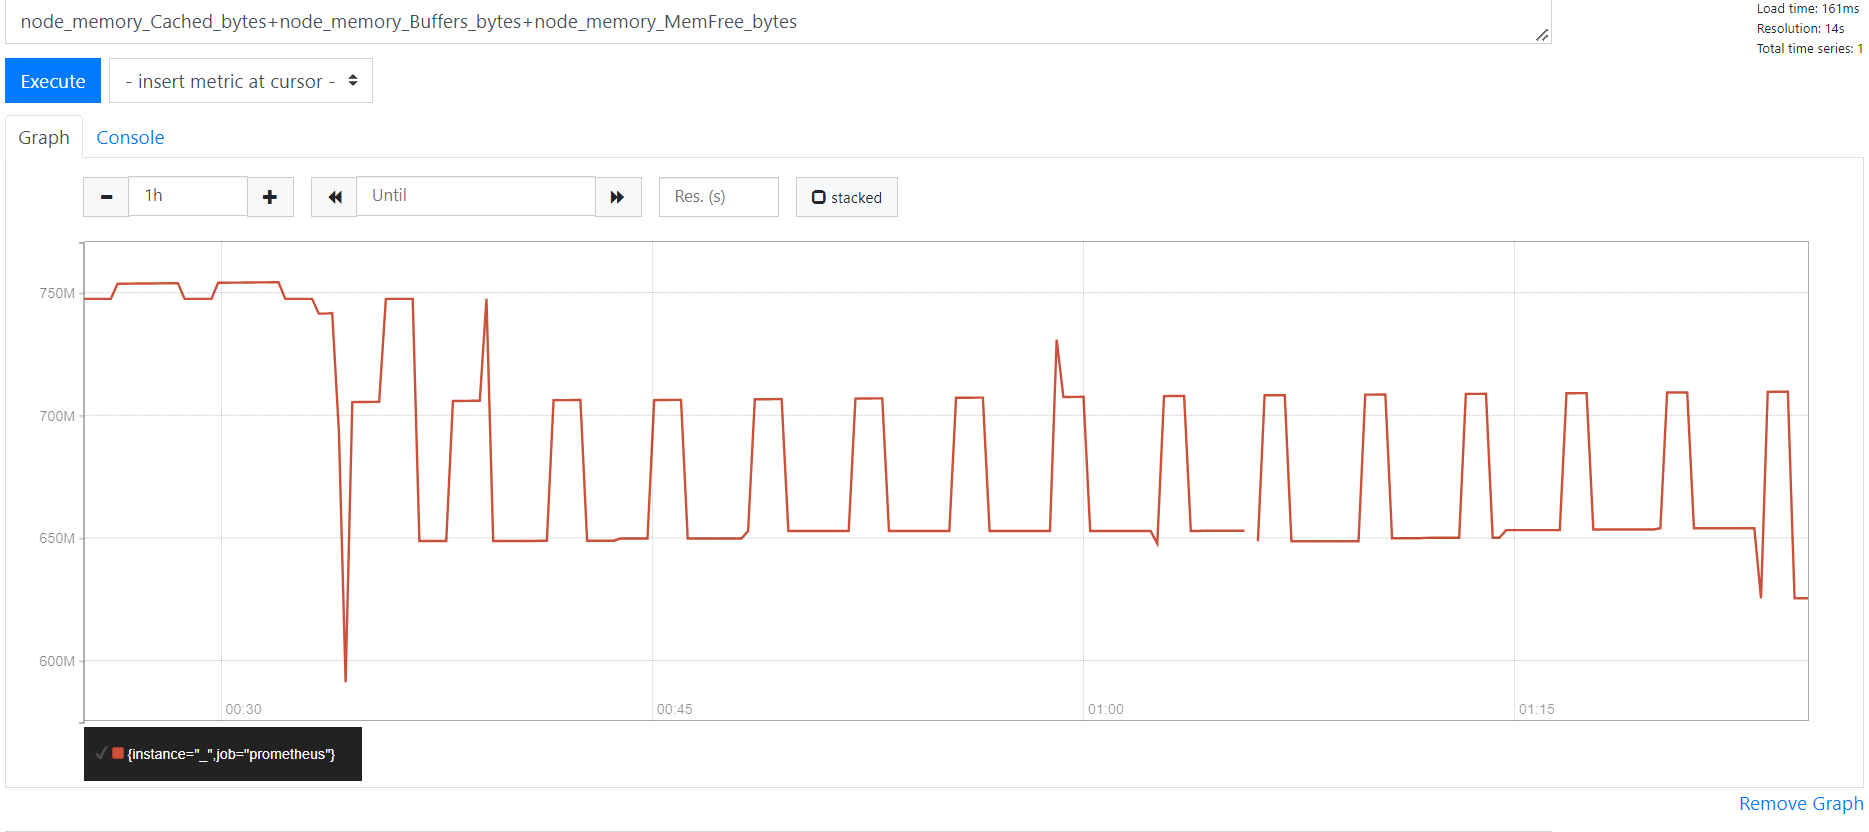 node_memory_Cached_bytes+node_memory_Buffers_bytes+node_memory_MemFree_bytes
Load time: 161ms
Resolution: 14s
Total time series: 1
Execute
- insert metric at cursor -
Graph
Console
1h
Until
Res. (s)
stacked
750M
700M
650M
600M
00:30
00:45
01:00
01:15
{instance="_",job="prometheus"}
Remove Graph